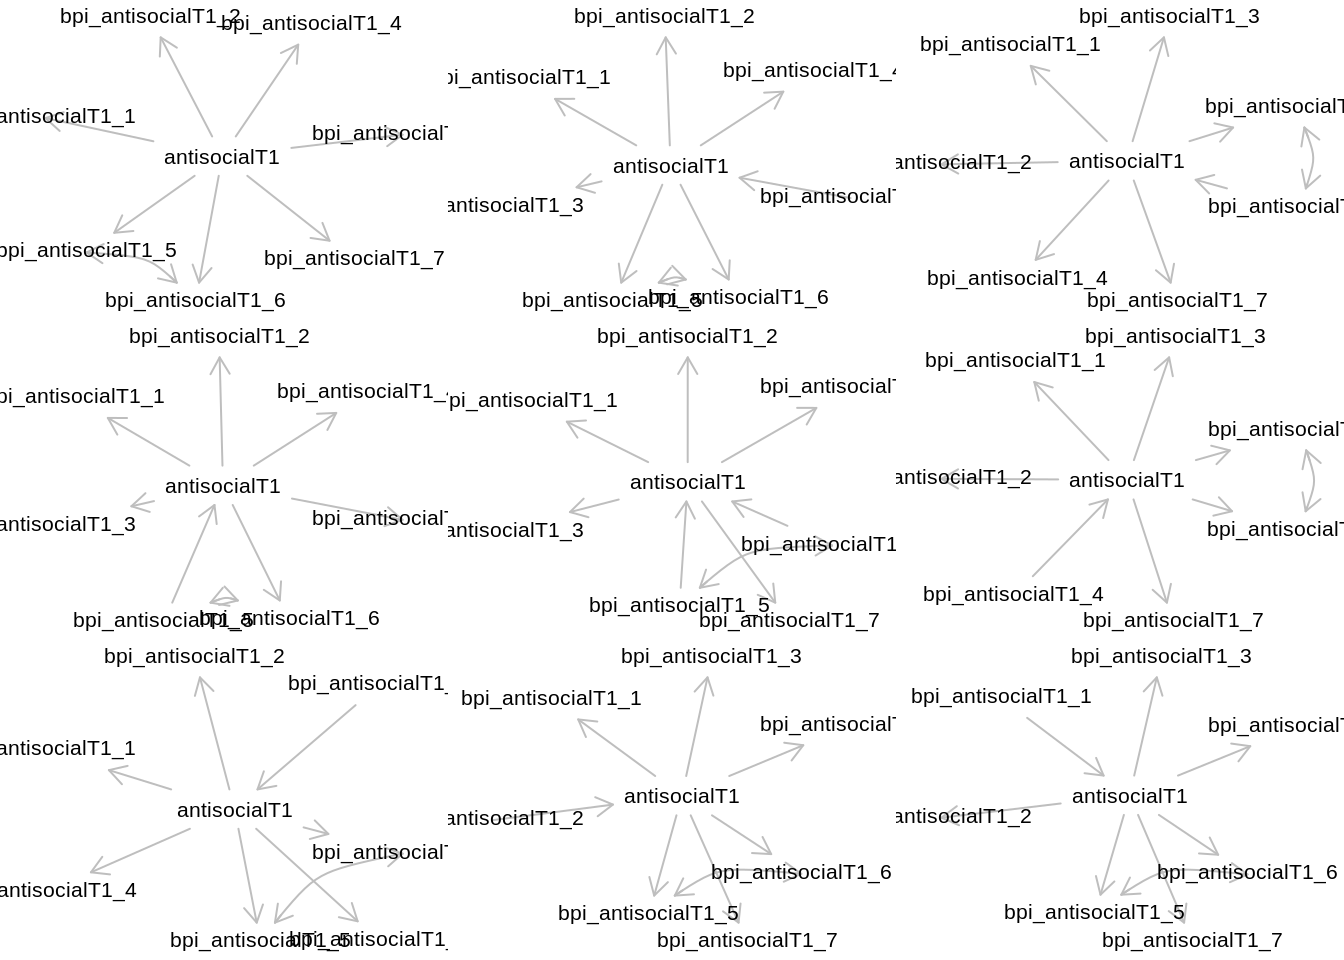 bpi_antisocialT1_2
bpi_antisocialT1_4
antisocialT1_1
bpi_antisocialT
antisocialT1
bpi_antisocialT1_5
bpi_antisocialT1_7
bpi_antisocialT1_6
bpi_antisocialT1_2
bpi_antisocialT1_1
bpi_antisocialT1_4
antisocialT1
antisocialT1_3
bpi_antisocialT
bpi_antisocialT1_5
bpi_antisocialT1_6
bpi_antisocialT1_3
bpi_antisocialT1_1
bpi_antisocialT
antisocialT1_2
antisocialT1
bpi_antisocialT
bpi_antisocialT1_4
bpi_antisocialT1_7
bpi_antisocialT1_2
bpi_antisocialT1_1
bpi_antisocialT1_
antisocialT1
antisocialT1_3
bpi_antisocialT
bpi_antisocialT1_5
bpi_antisocialT1_6
bpi_antisocialT1_2
bpi_antisocialT1_1
bpi_antisocialT
antisocialT1
antisocialT1_3
bpi_antisocialT1
bpi_antisocialT1_5
bpi_antisocialT1_7
bpi_antisocialT1_3
bpi_antisocialT1_1
bpi_antisocialT
antisocialT1_2
antisocialT1
bpi_antisocialT
bpi_antisocialT1_4
bpi_antisocialT1_7
bpi_antisocialT1_2
bpi_antisocialT1_
antisocialT1_1
antisocialT1
bpi_antisocialT
antisocialT1_4
bpi_antisocialT1_5
bpi_antisocialT1_
bpi_antisocialT1_3
bpi_antisocialT1_1
bpi_antisocialT
antisocialT1
antisocialT1_2
bpi_antisocialT1_6
bpi_antisocialT1_5
bpi_antisocialT1_7
bpi_antisocialT1_3
bpi_antisocialT1_1
bpi_antisocialT
antisocialT1
antisocialT1_2
bpi_antisocialT1_6
bpi_antisocialT1_5
bpi_antisocialT1_7